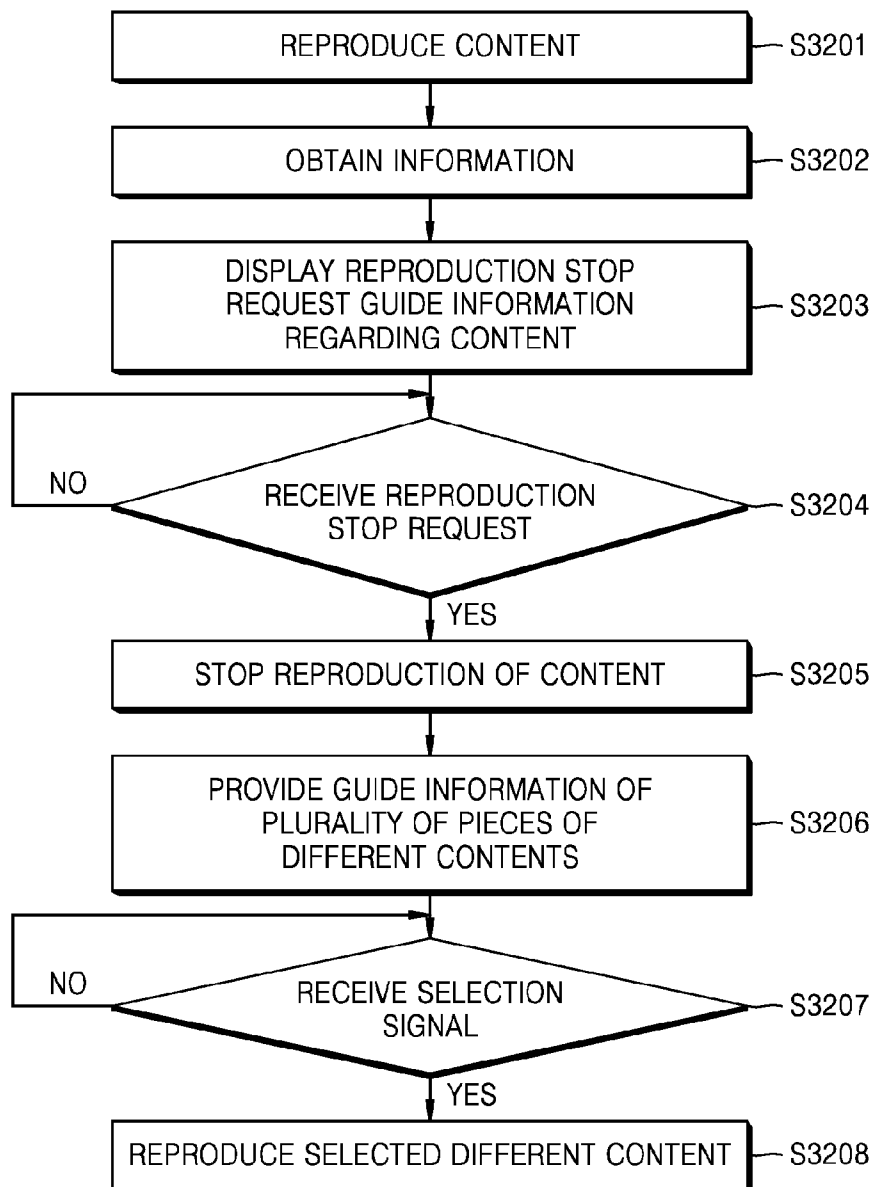 REPRODUCE CONTENT
S3201
OBTAIN INFORMATION
S3202
DISPLAY REPRODUCTION STOP
REQUEST GUIDE INFORMATION
REGARDING CONTENT
S3203
NO
RECEIVE REPRODUCTION
STOP REQUEST
S3204
YES
STOP REPRODUCTION OF CONTENT
S3205
PROVIDE GUIDE INFORMATION OF
PLURALITY OF PIECES OF
DIFFERENT CONTENTS
S3206
NO
RECEIVE SELECTION
SIGNAL
S3207
YES
REPRODUCE SELECTED DIFFERENT CONTENT
S3208